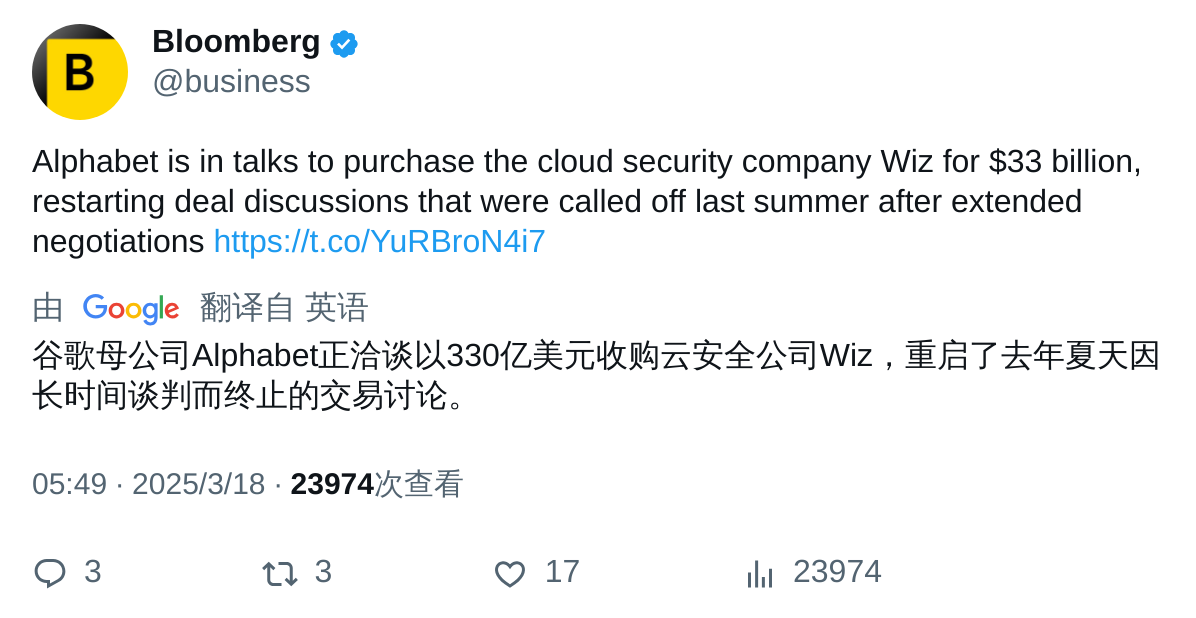 B
Bloomberg
@business
Alphabet is in talks to purchase the cloud security company Wiz for $33 billion,
restarting deal discussions that were called off last summer after extended
negotiations https://t.co/YuRBroN4i7
由 Google 翻译自 英语
谷歌母公司Alphabet正洽谈以330亿美元收购云安全公司Wiz，重启了去年夏天因
长时间谈判而终止的交易讨论。
05:49 · 2025/3/18 · 23974次查看
3 3 17 23974